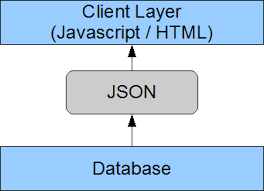 Client Layer
(Javascript / HTML)
JSON
Database